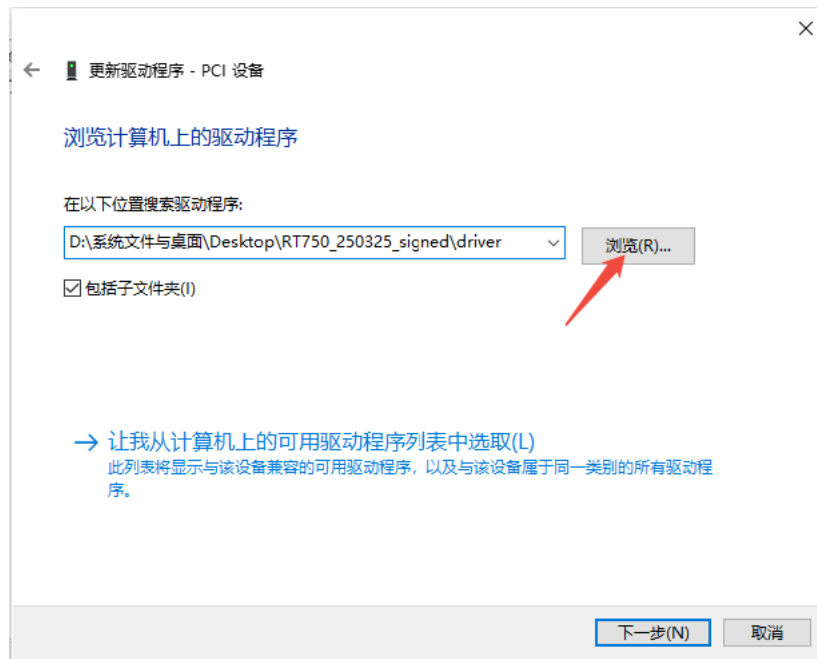 更新驱动程序 - PCI 设备
浏览计算机上的驱动程序
在以下位置搜索驱动程序:
D:\系统文件与桌面\Desktop\RT750_250325_signed\driver
浏览(R)...
包括子文件夹(I)
让我从计算机上的可用驱动程序列表中选取(L)
此列表将显示与该设备兼容的可用驱动程序，以及与该设备属于同一类别的所有驱动程
序。
下一步(N)
取消